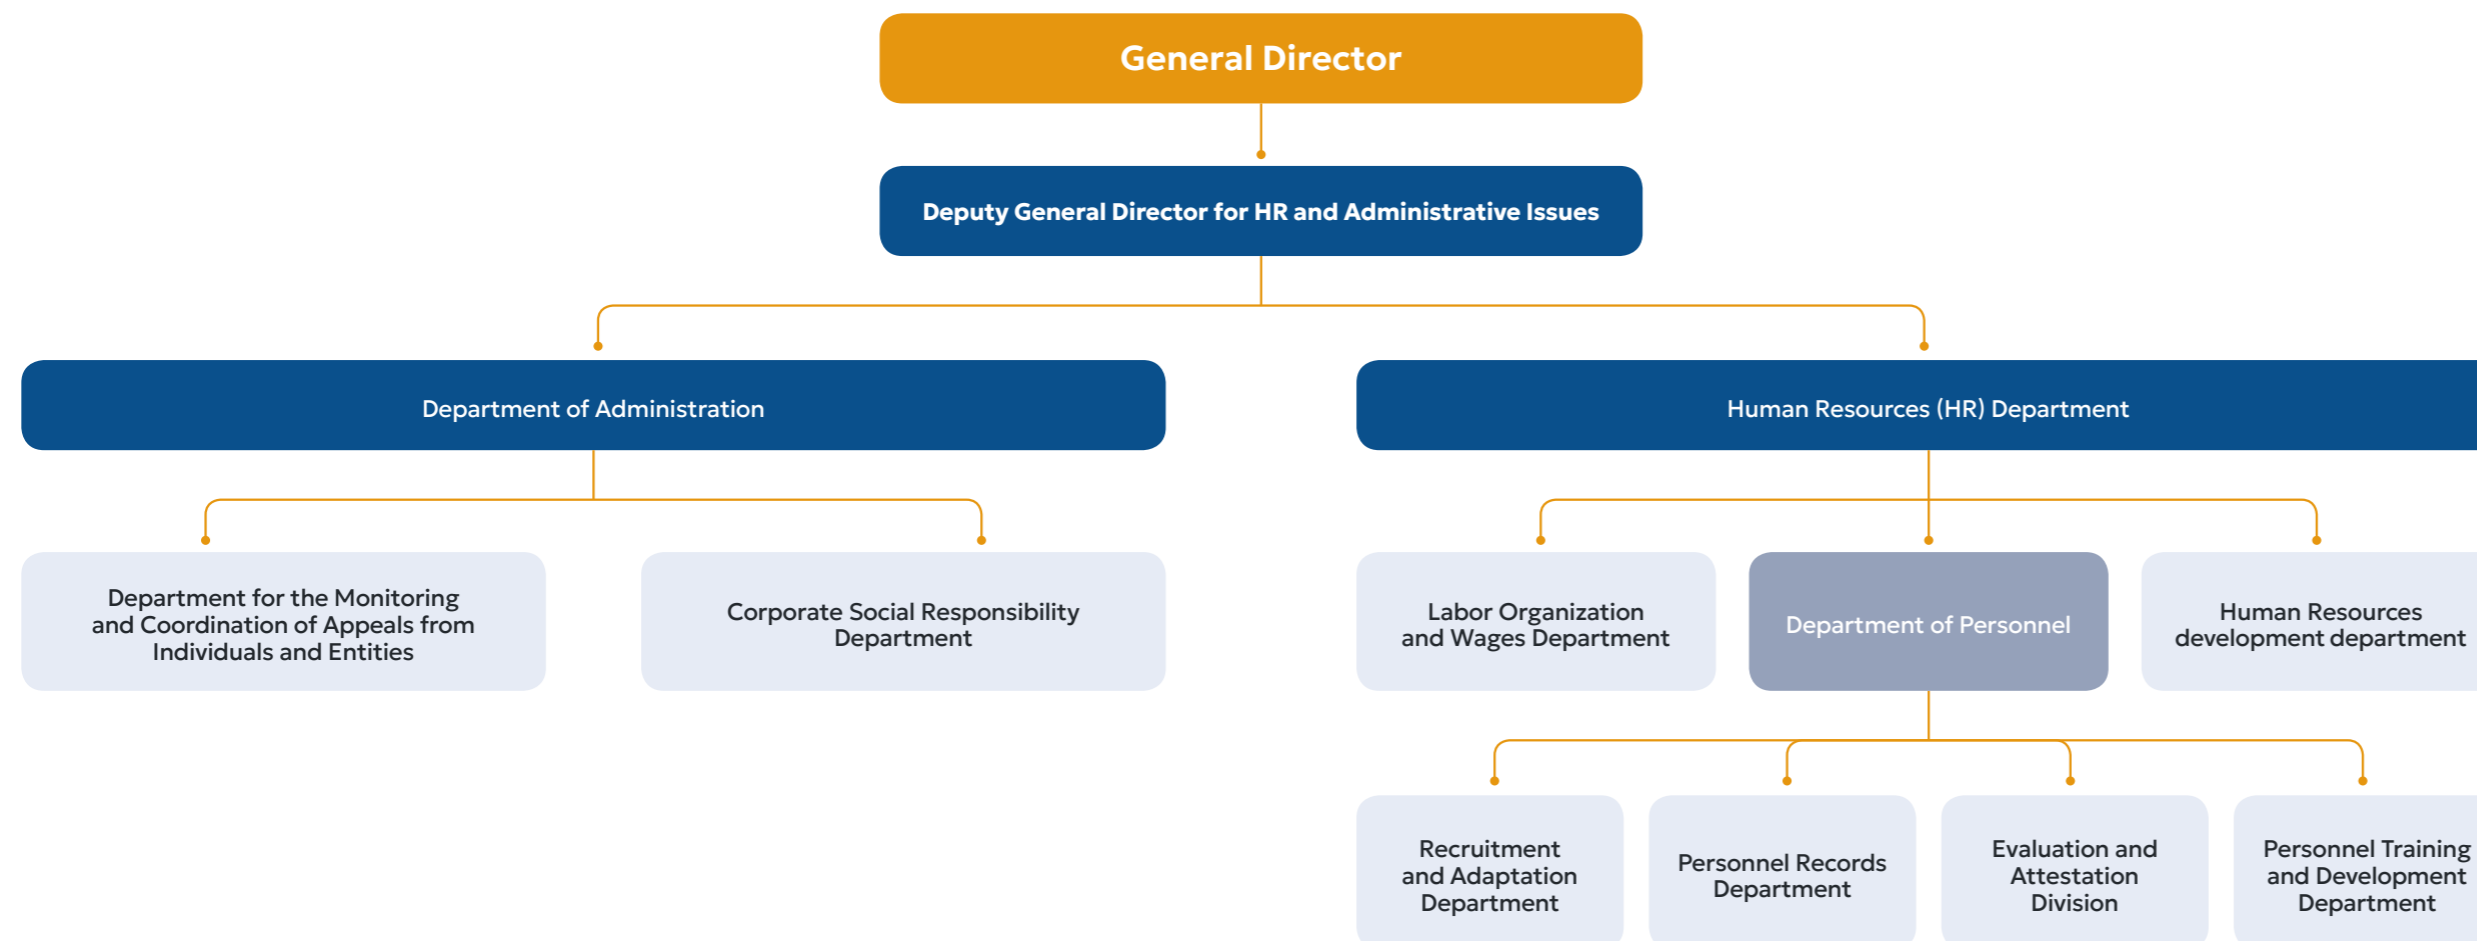 General Director
Deputy General Director for HR and Administrative Issues
Department of Administration
Human Resources (HR) Department
Department for the Monitoring
and Coordination of Appeals from
Individuals and Entities
Corporate Social Responsibility
Department
Labor Organization
and Wages Department
Department of Personnel
Human Resources
development department
Recruitment
and Adaptation
Department
Personnel Records
Department
Evaluation and
Attestation
Division
Personnel Training
and Development
Department